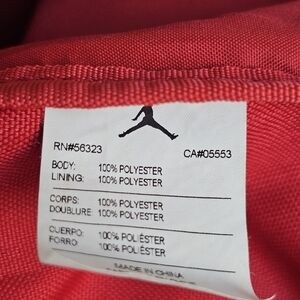 RN#56323 CA#05553
BODY: 100% POLYESTER
LINING: 100% POLYESTER
CORPS: 100% POLYESTER
DOUBLURE: 100% POLYESTER
CUERPO: 100% POLIÉSTER
FORRO: 100% POLIÉSTER
MADE IN CHINA